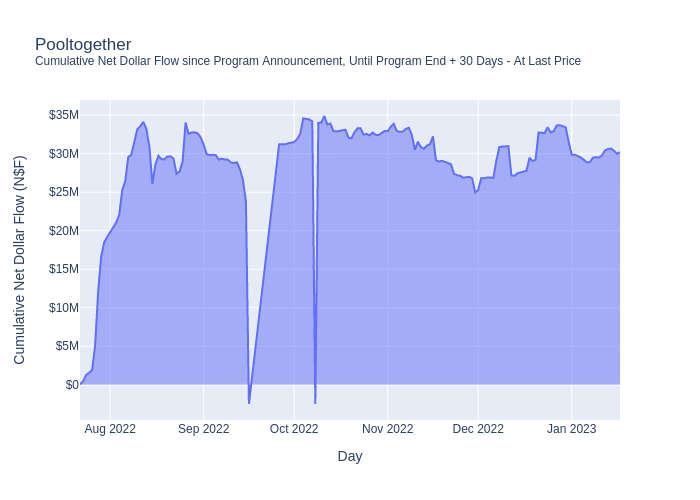 Pooltogether
Cumulative Net Dollar Flow since Program Announcement, Until Program End + 30 Days - At Last Price
Cumulative Net Dollar Flow (N$F)
$35M
$30M
$25M
$20M
$15M
$10M
$5M
$0
Aug 2022
Sep 2022
Oct 2022
Nov 2022
Dec 2022
Jan 2023
Day